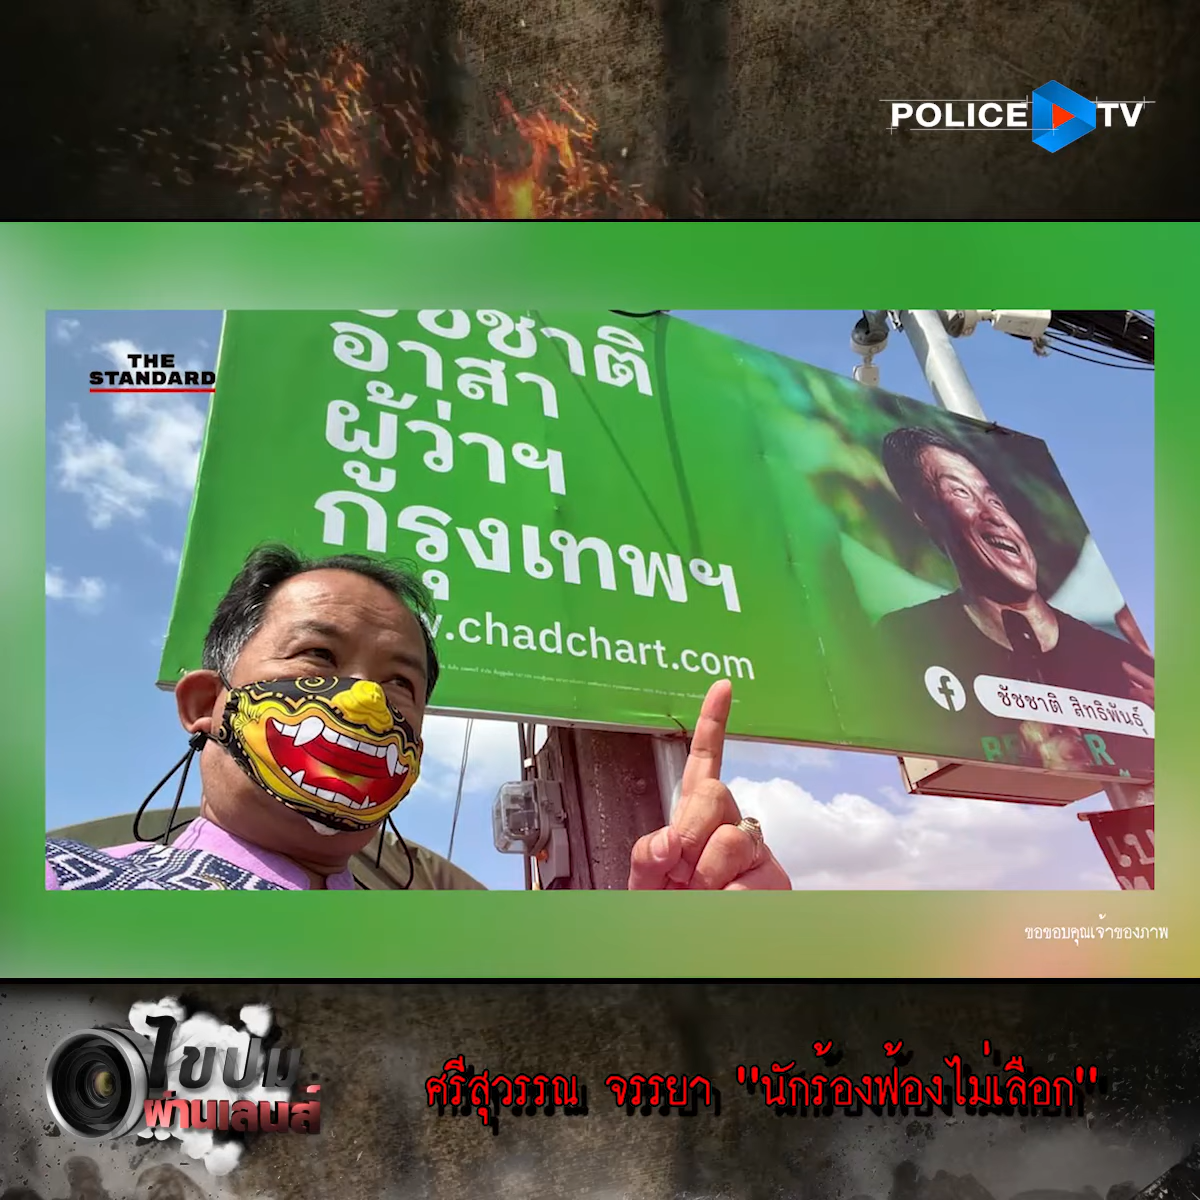 POLICE TV
THE
STANDARD
อาสา
ผู้ว่าฯ
กรุงเทพฯ
.chadchart.com
ชัชชาติ สิทธิพันธุ์
ขอขอบคุณเจ้าของภาพ
ไขปม
ผ่านเลนส์
ศรีสุวรรณ จรรยา "นักร้องฟ้องไม่เลือก"